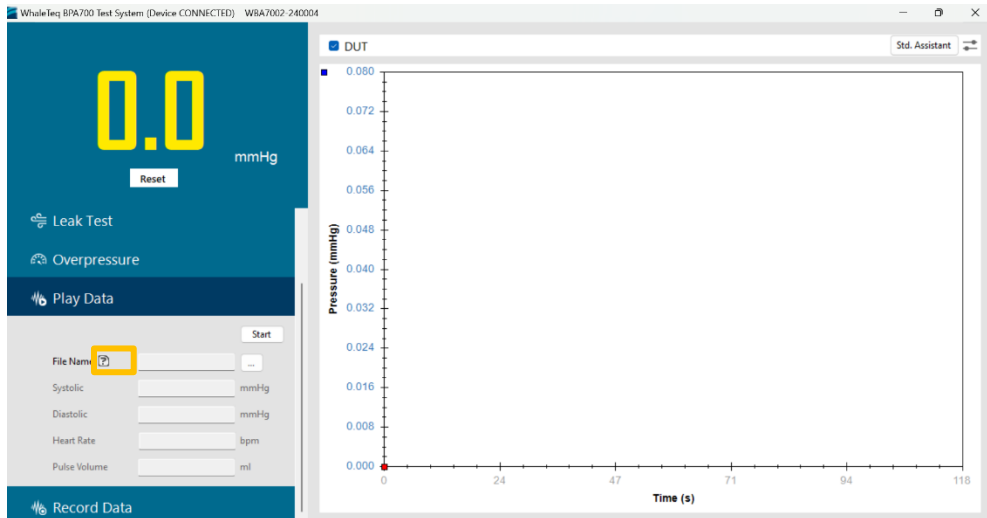 WhaleTeq BPA700 Test System (Device CONNECTED) WBA7002-240004
0.0
mmHg
Reset
Leak Test
Overpressure
Play Data
Start
File Name
...
Systolic
mmHg
Diastolic
mmHg
Heart Rate
bpm
Pulse Volume
ml
Record Data
DUT
Std. Assistant
0.080
0.072
0.064
0.056
0.048
0.040
0.032
0.024
0.016
0.008
0.000
Pressure (mmHg)
0 24 47 71 94 118
Time (s)